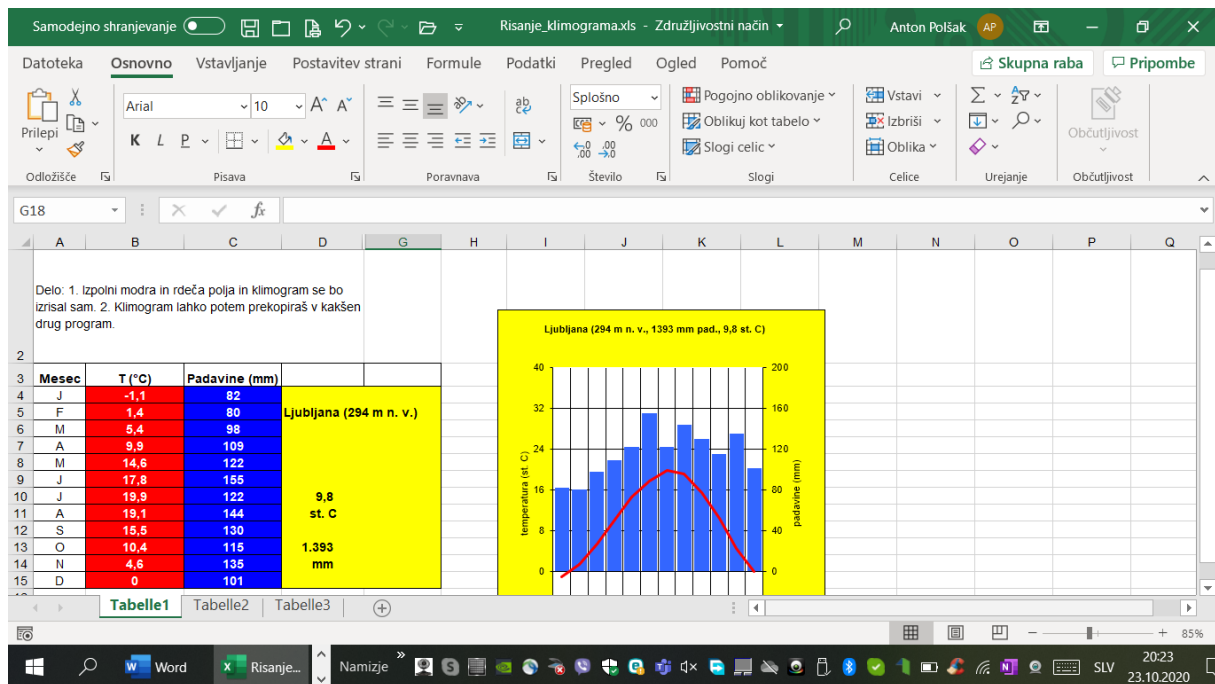 Samodejno shranjevanje Risanje_klimograma.xls - Združljivostni način Anton Polšak AP
Datoteka Osnovno Vstavljanje Postavitev strani Formule Podatki Pregled Ogled Pomoč Skupna raba Pripombe
Prilepi Arial 10 A^ Aˇ ab Splošno Pogojno oblikovanje Vstavi Σ Občutljivost
K L P A % 000 Oblikuj kot tabelo Izbriši
Slogi celic Oblika
Odložišče Pisava Poravnava Število Slogi Celice Urejanje Občutljivost
G18 fx
A B C D G H I J K L M N O P Q
Delo: 1. Izpolni modra in rdeča polja in klimogram se bo
izrisal sam. 2. Klimogram lahko potem prekopiraš v kakšen
drug program.
2
3 Mesec T (°C) Padavine (mm)
4 J -1,1 82
5 F 1,4 80 Ljubljana (294 m n. v.)
6 M 5,4 98
7 A 9,9 109
8 M 14,6 122
9 J 17,8 155
10 J 19,9 122 9,8
11 A 19,1 144 st. C
12 S 15,5 130
13 O 10,4 115 1.393
14 N 4,6 135 mm
15 D 0 101
Ljubljana (294 m n. v., 1393 mm pad., 9,8 st. C)
40 200
32 160
24 120
16 80
8 40
0 0
temperatura (st. C)
padavine (mm)
Tabelle1 Tabelle2 Tabelle3
85%
Word Risanje... Namizje SLV 20:23
23.10.2020